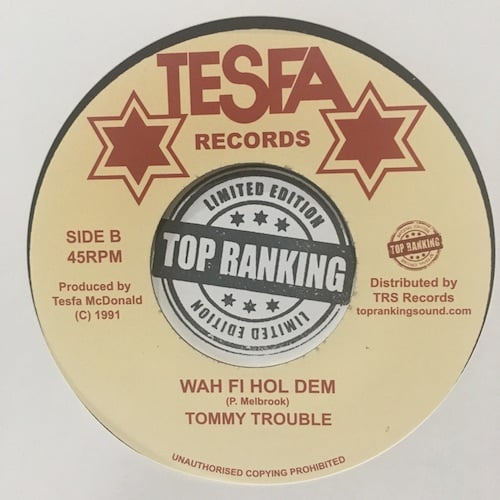 TESFA
RECORDS
LIMITED EDITION
TOP RANKING
LIMITED EDITION
SIDE B
45RPM
Produced by
Tesfa McDonald
(C) 1991
TOP RANKING
Distributed by
TRS Records
toprankingsound.com
WAH FI HOL DEM
(P. Melbrook)
TOMMY TROUBLE
UNAUTHORISED COPYING PROHIBITED